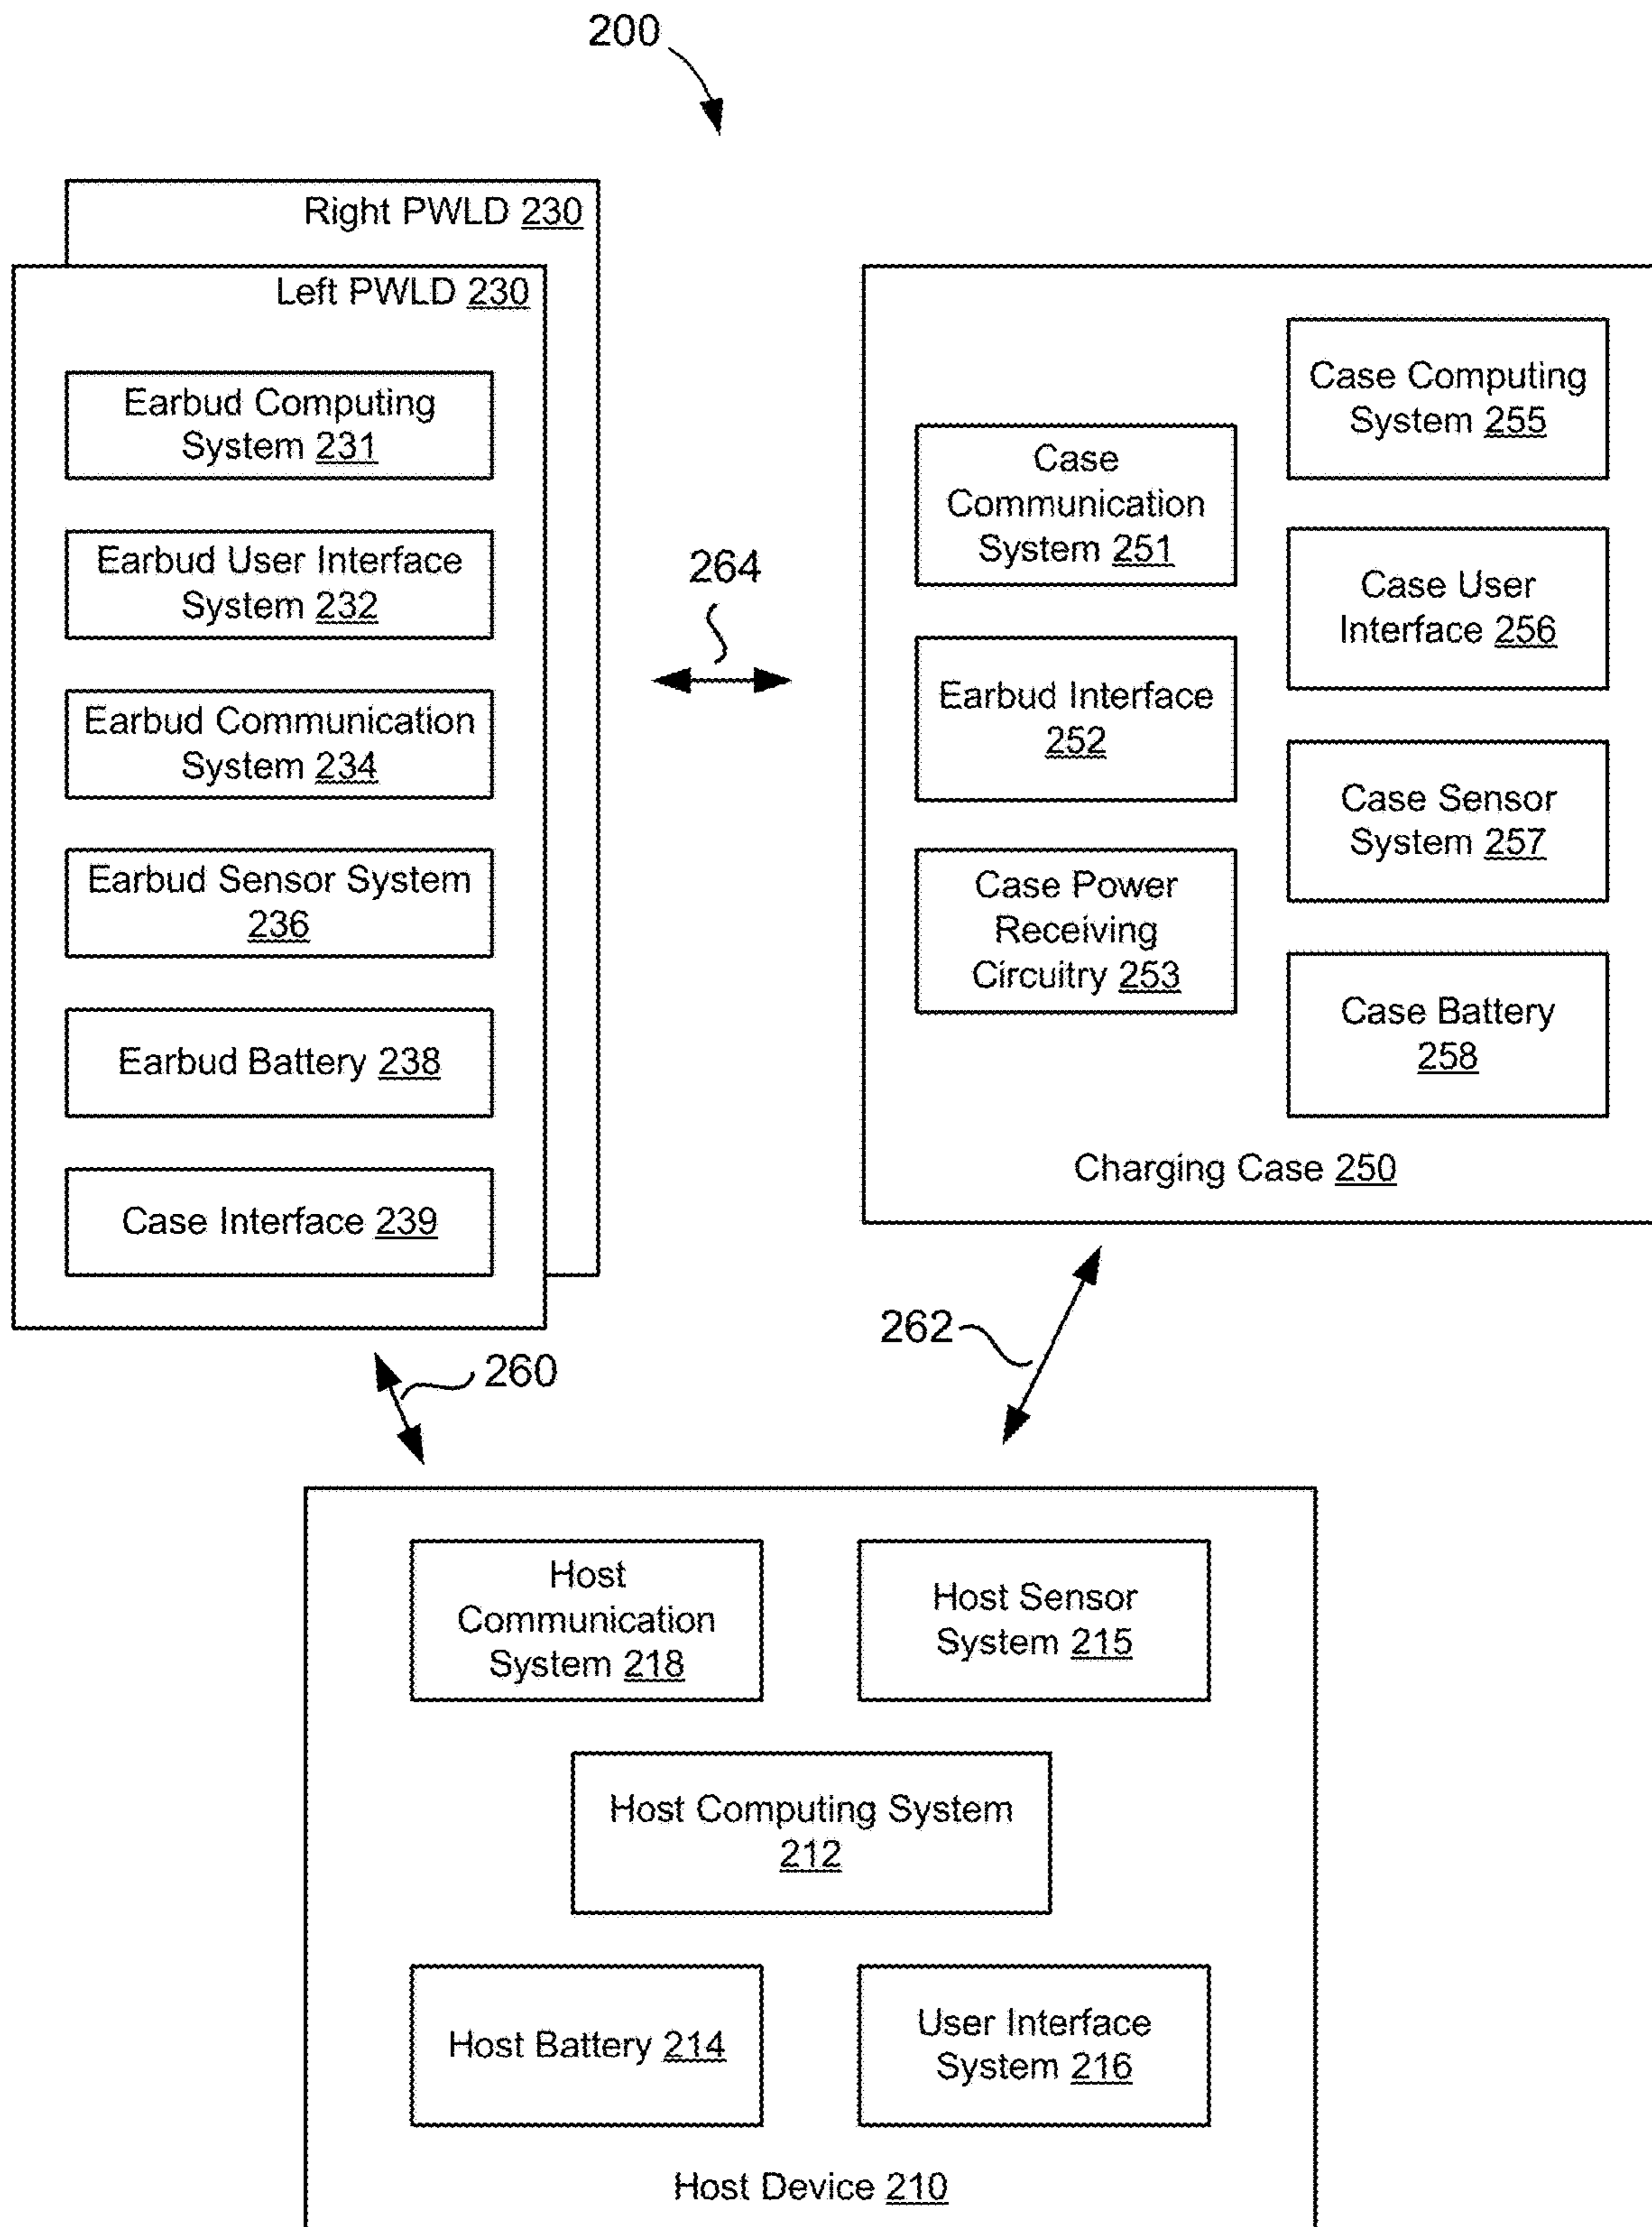 200
Right PWLD 230
Left PWLD 230
Earbud Computing
System 231
Earbud User Interface
System 232
Earbud Communication
System 234
Earbud Sensor System
236
Earbud Battery 238
Case Interface 239
264
Case
Communication
System 251
Earbud Interface
252
Case Power
Receiving
Circuitry 253
Case Computing
System 255
Case User
Interface 256
Case Sensor
System 257
Case Battery
258
Charging Case 250
260
262
Host
Communication
System 218
Host Sensor
System 215
Host Computing System
212
Host Battery 214
User Interface
System 216
Host Device 210